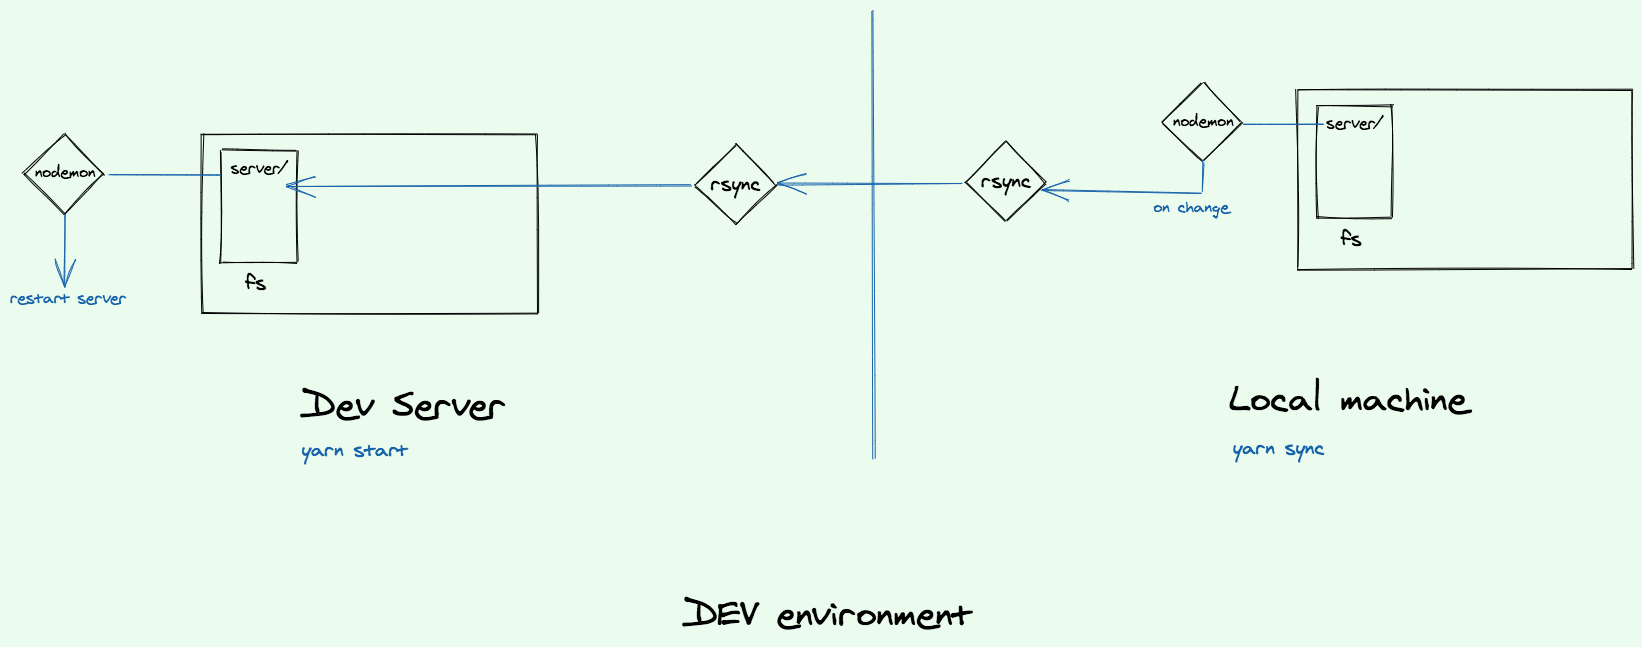 nodemon
restart server
server/
fs
rsync
Dev Server
yarn start
rsync
nodemon
on change
server/
fs
Local machine
yarn sync
DEV environment